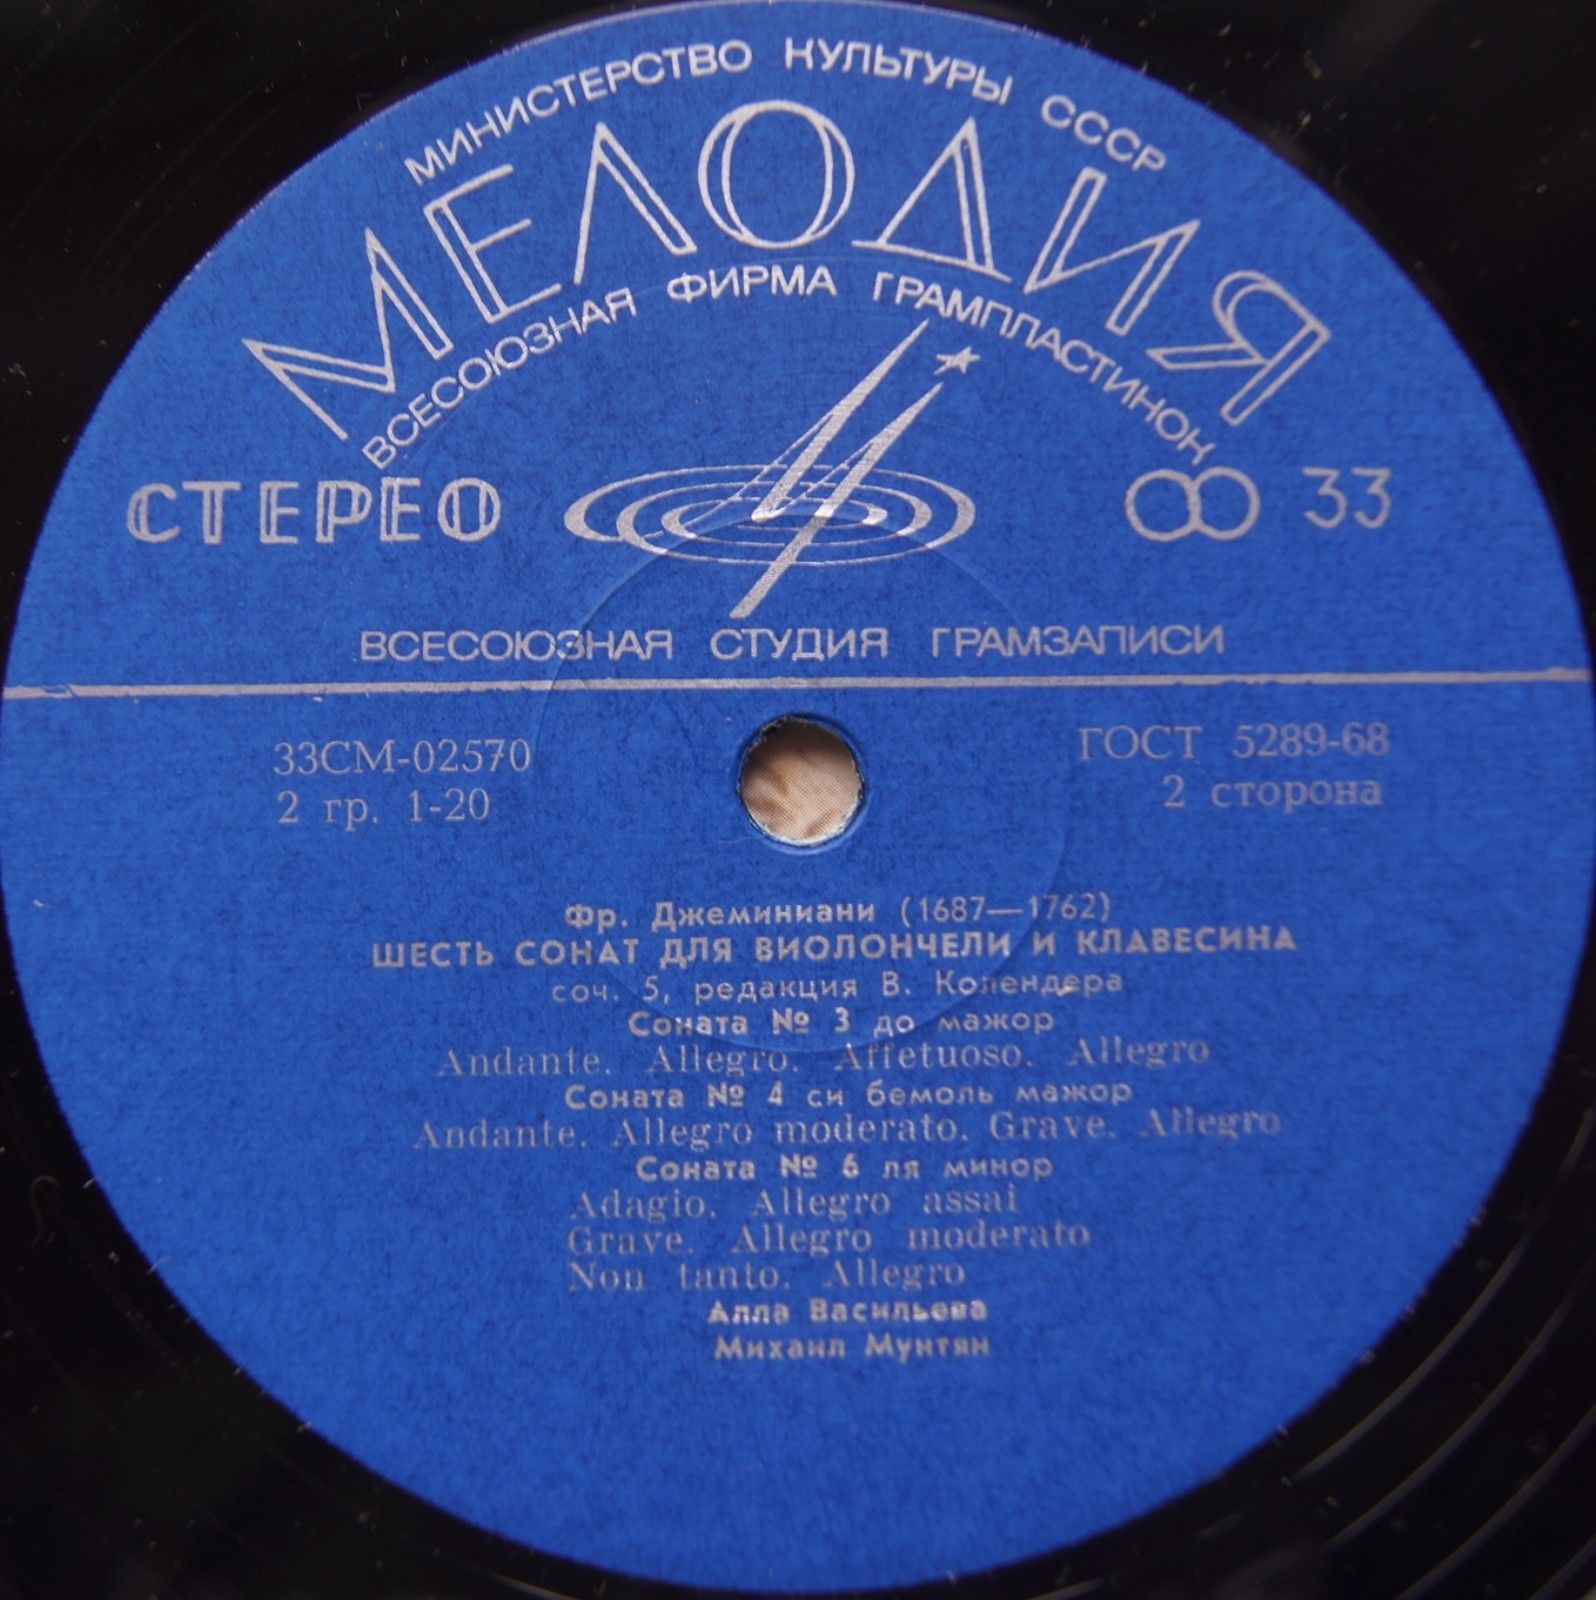 МИНИСТЕРСТВО КУЛЬТУРЫ СССР
МЕЛОДИЯ
ВСЕСОЮЗНАЯ ФИРМА ГРАМПЛАСТИНОК
СТЕРЕО 33
ВСЕСОЮЗНАЯ СТУДИЯ ГРАМЗАПИСИ
33СМ-02570
2 гр. 1-20
ГОСТ 5289-68
2 сторона
Фр. Джеминиани (1687—1762)
ШЕСТЬ СОНАТ ДЛЯ ВИОЛОНЧЕЛИ И КЛАВЕСИНА
соч. 5, редакция В. Колендера
Соната № 3 до мажор
Andante. Allegro. Affetuoso. Allegro
Соната № 4 си бемоль мажор
Andante. Allegro moderato. Grave. Allegro
Соната № 6 ля минор
Adagio. Allegro assai
Grave. Allegro moderato
Non tanto. Allegro
Алла Васильева
Михаил Мунтян